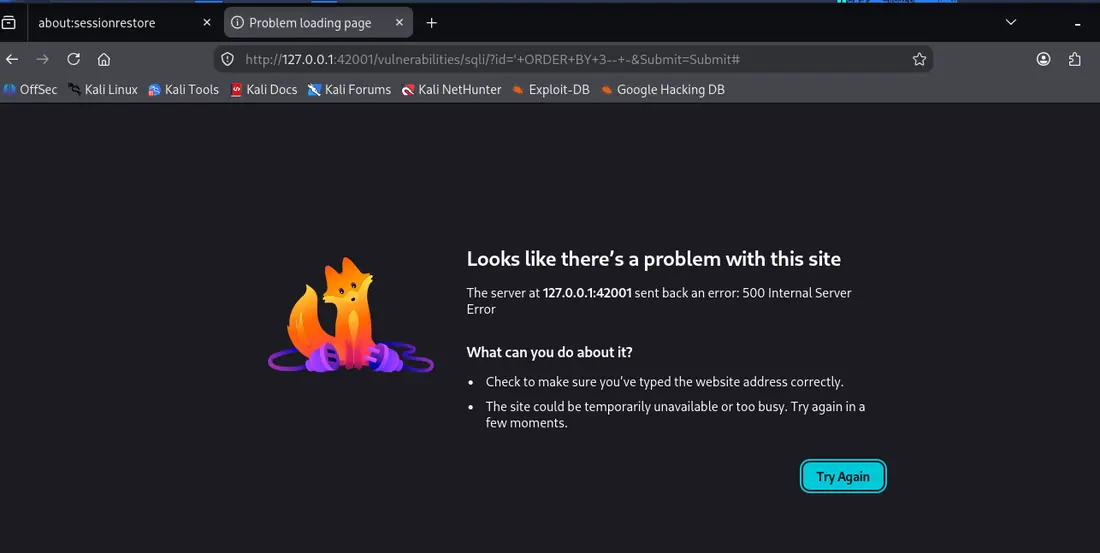 about:sessionrestore
Problem loading page
http://127.0.0.1:42001/vulnerabilities/sqli/?id='+ORDER+BY+3--+-&Submit=Submit#
OffSec Kali Linux Kali Tools Kali Docs Kali Forums Kali NetHunter Exploit-DB Google Hacking DB
Looks like there’s a problem with this site
The server at 127.0.0.1:42001 sent back an error: 500 Internal Server
Error
What can you do about it?
• Check to make sure you’ve typed the website address correctly.
• The site could be temporarily unavailable or too busy. Try again in a
few moments.
Try Again